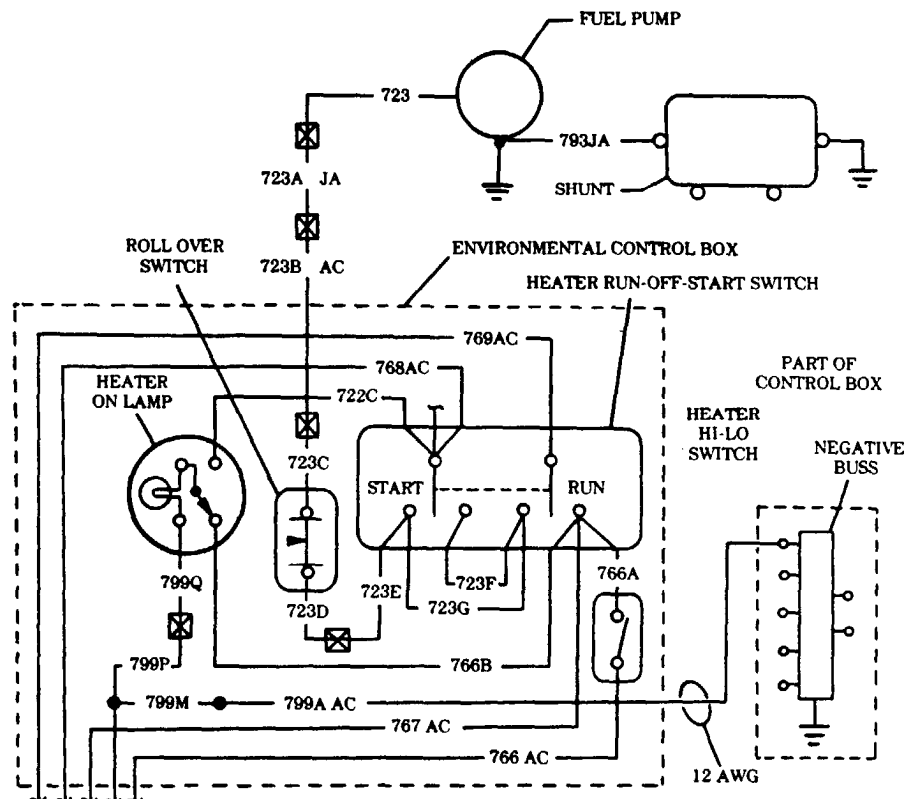 FUEL PUMP
723
793JA
SHUNT
723A JA
ROLL OVER
SWITCH
723B AC
ENVIRONMENTAL CONTROL BOX
HEATER RUN-OFF-START SWITCH
769AC
768AC
HEATER
ON LAMP
722C
PART OF
CONTROL BOX
HEATER
HI-LO
SWITCH
NEGATIVE
BUSS
723C
START
RUN
799Q
723E
723F
766A
723G
723D
799P
766B
799M
799A AC
767 AC
766 AC
12 AWG